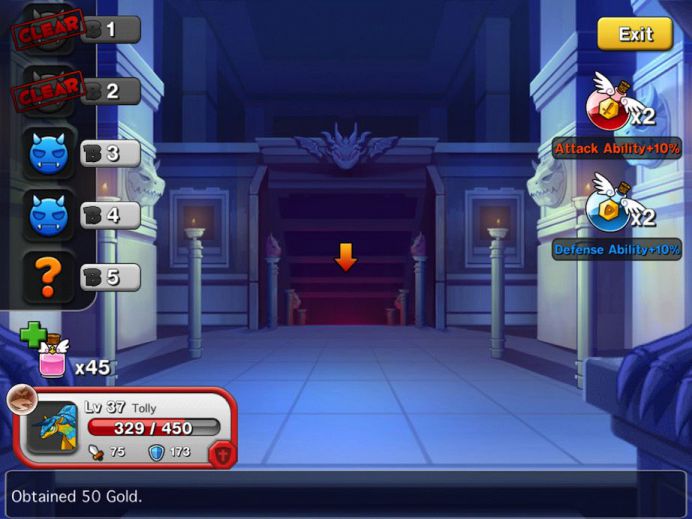 CLEAR B 1
CLEAR B 2
B 3
B 4
? B 5
Exit
x2
Attack Ability+10%
x2
Defense Ability+10%
x45
Lv 37 Tolly
329 / 450
75 173
Obtained 50 Gold.